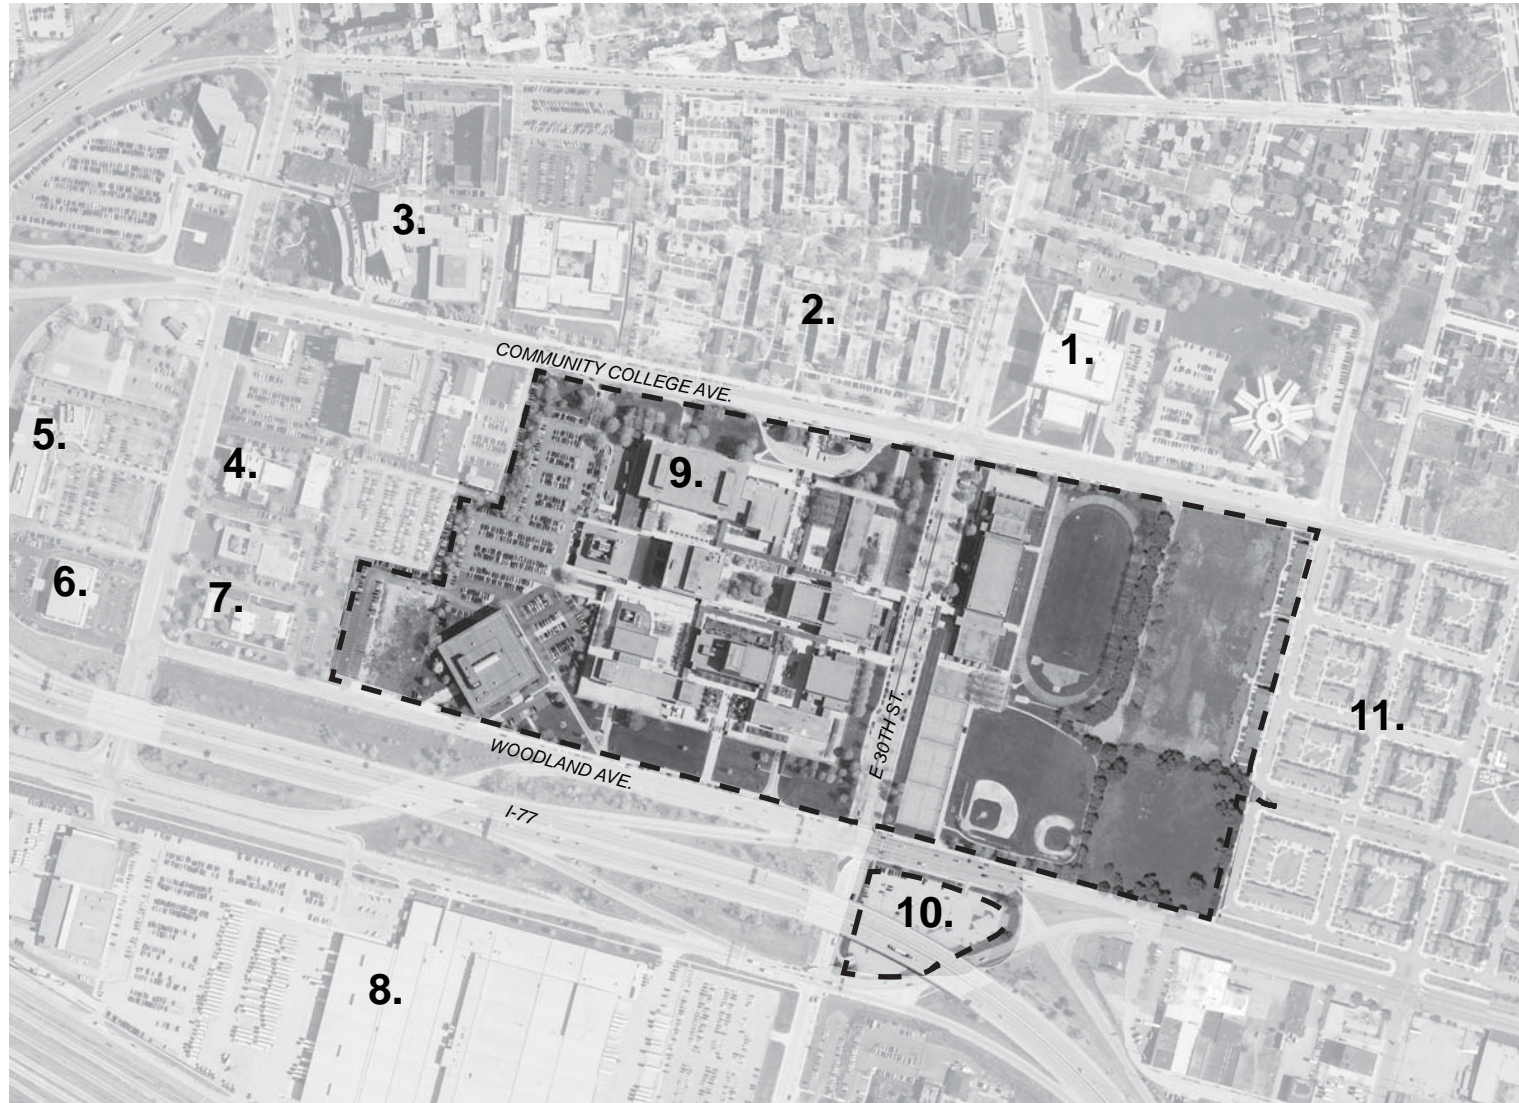 3.
2.
1.
COMMUNITY COLLEGE AVE.
5.
4.
9.
6.
7.
E 30TH ST.
11.
WOODLAND AVE.
I-77
10.
8.